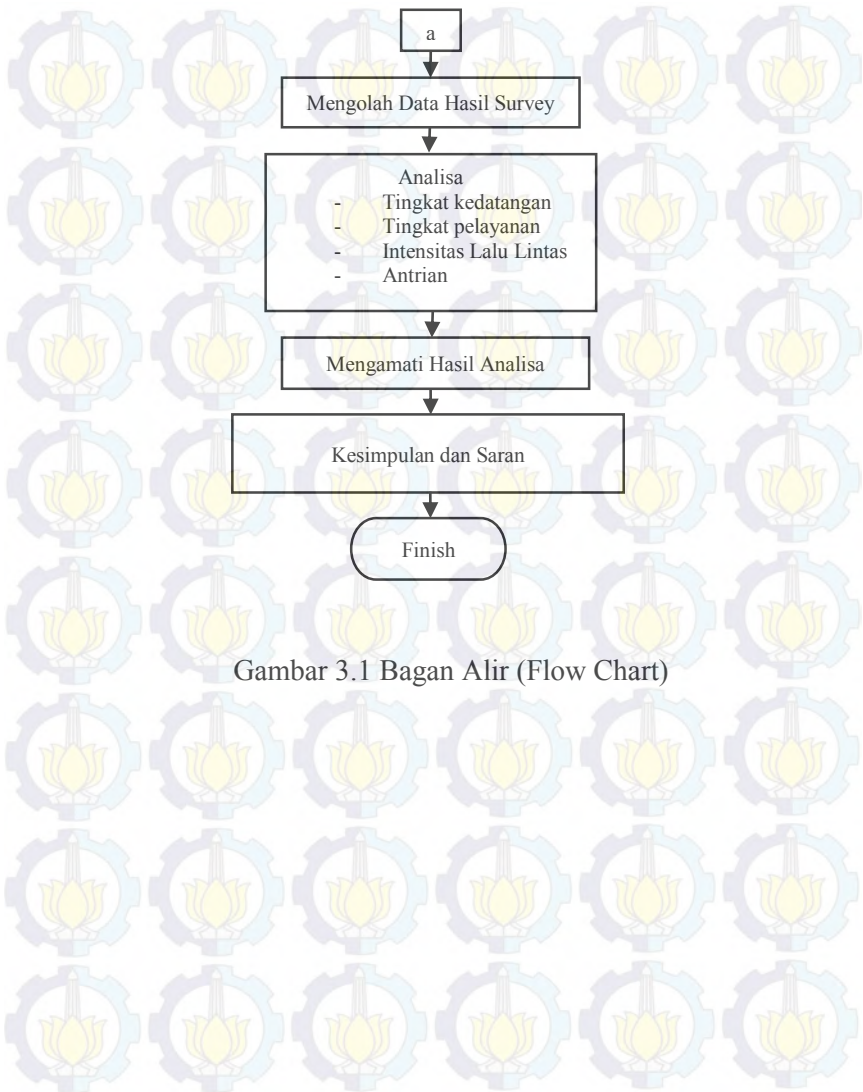 a
Mengolah Data Hasil Survey
Analisa
- Tingkat kedatangan
- Tingkat pelayanan
- Intensitas Lalu Lintas
- Antrian
Mengamati Hasil Analisa
Kesimpulan dan Saran
Finish
Gambar 3.1 Bagan Alir (Flow Chart)